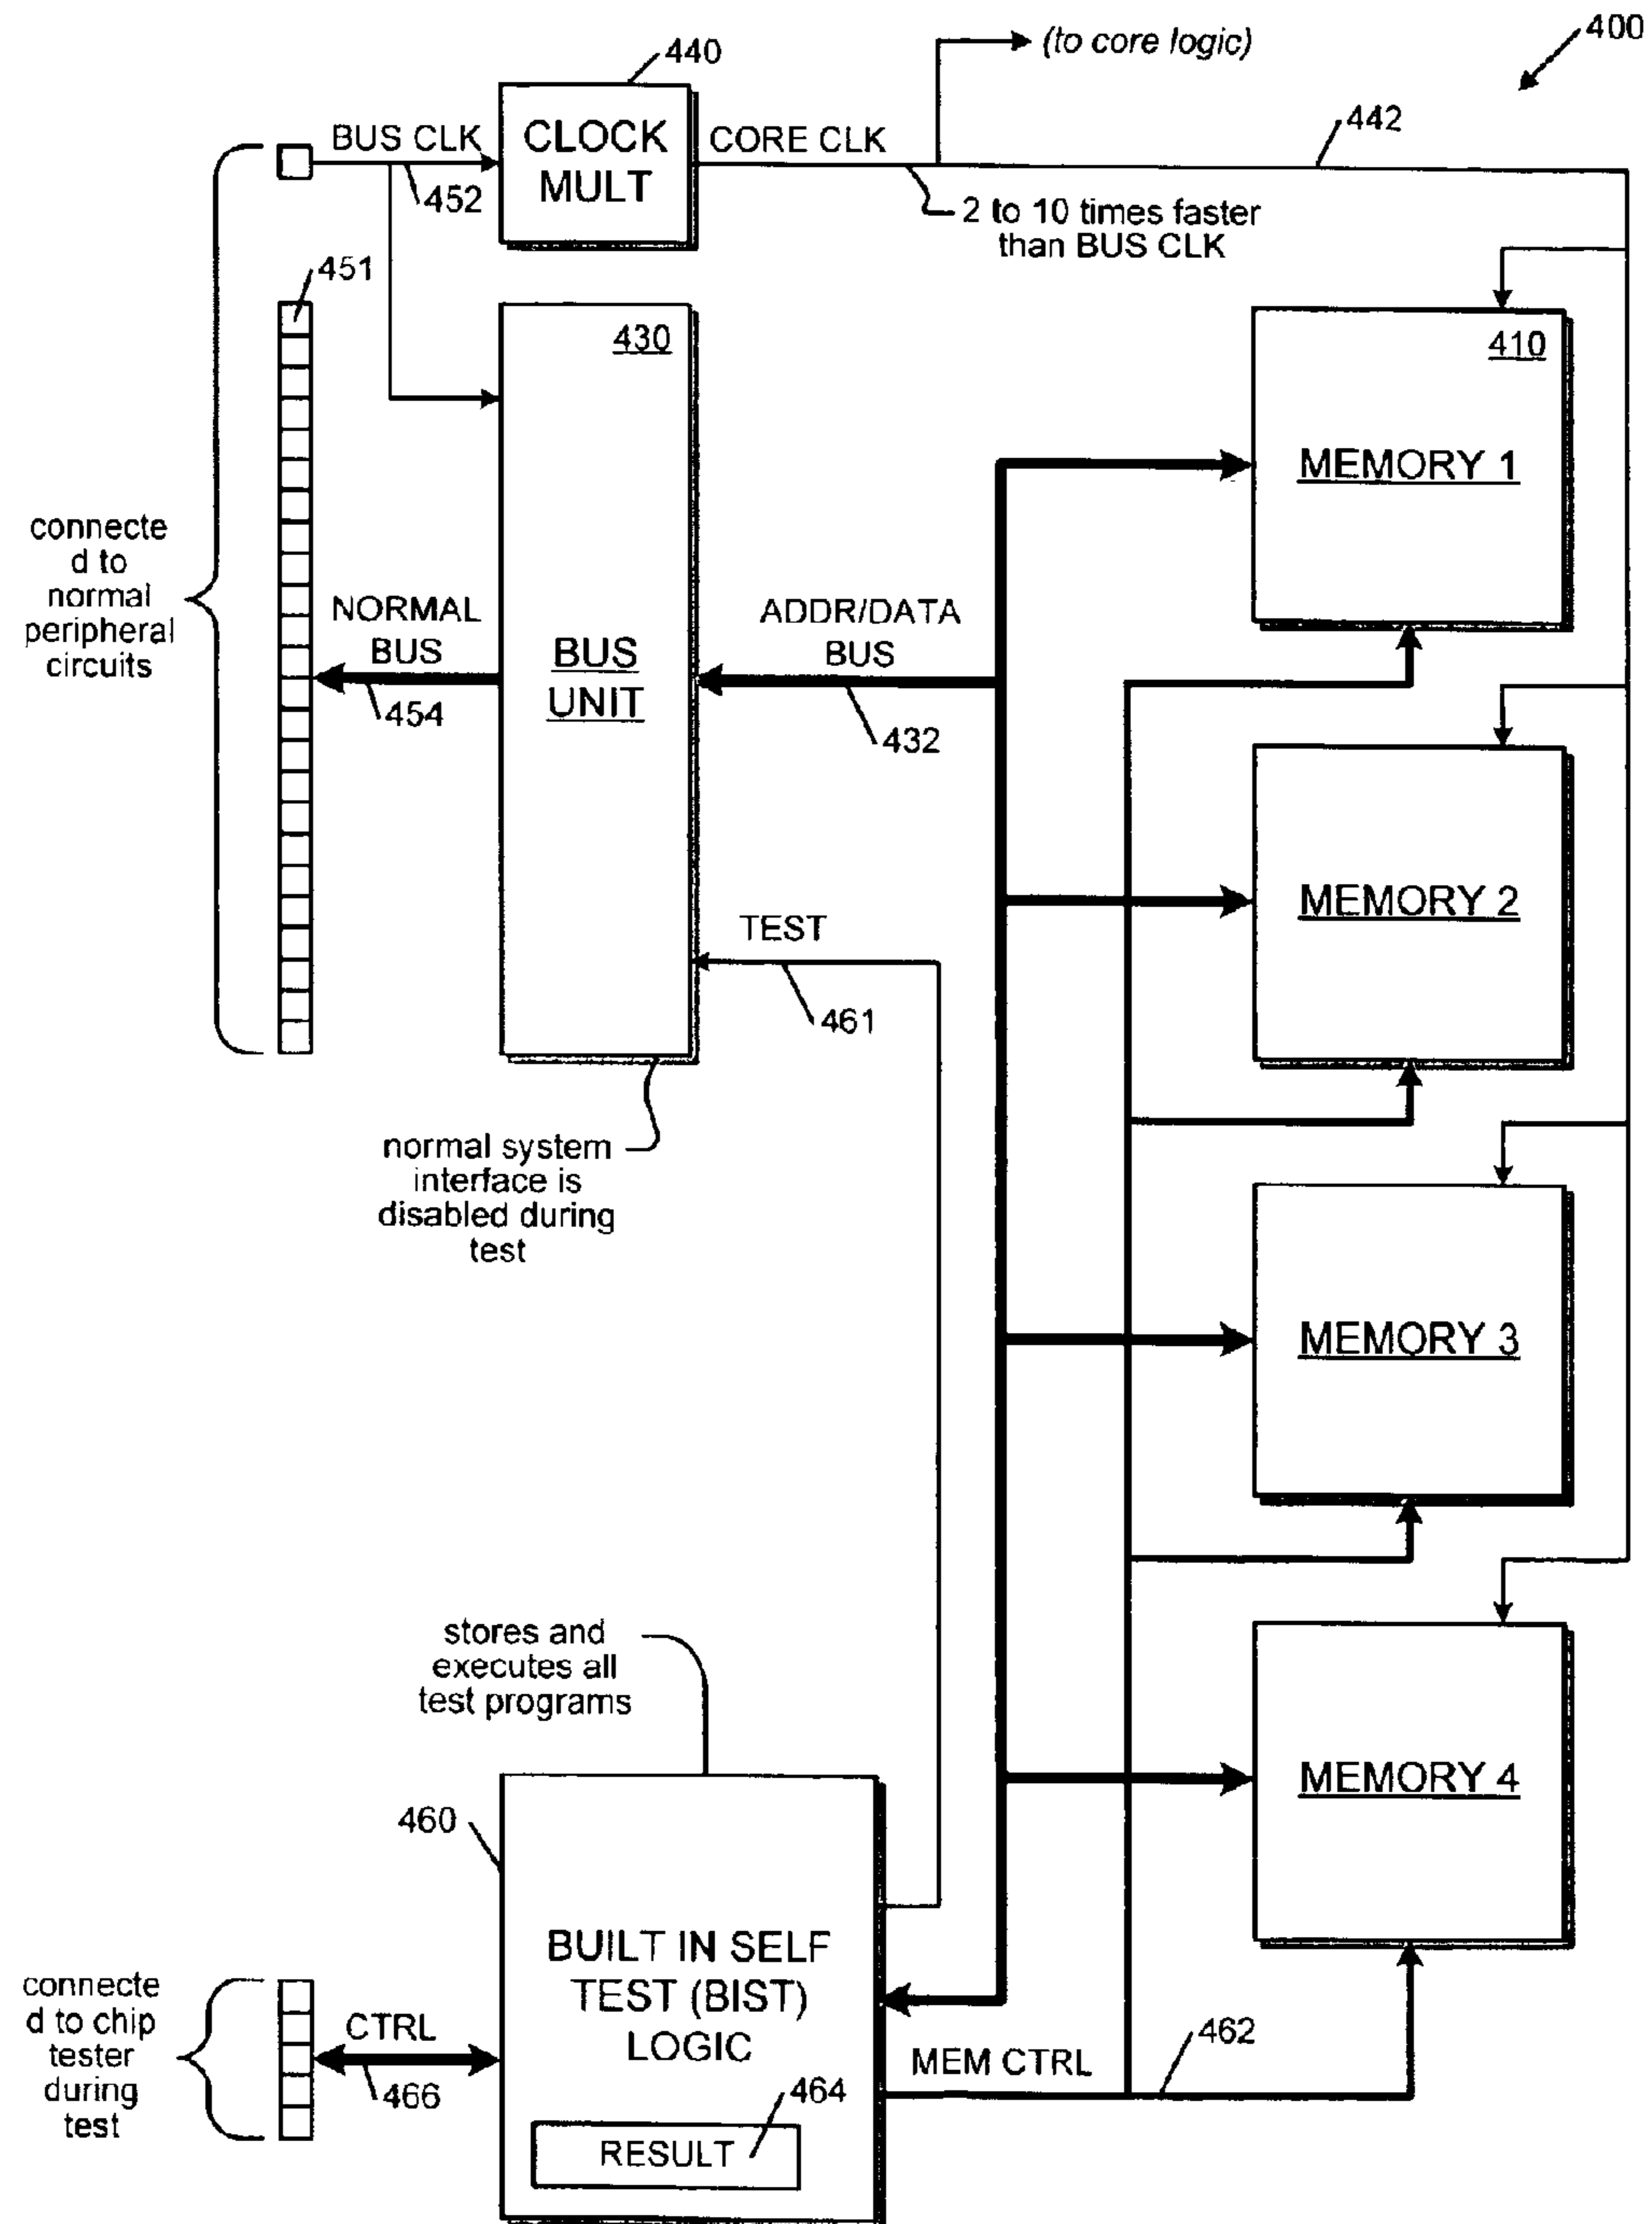 400
(to core logic)
440
BUS CLK
452
CLOCK
MULT
CORE CLK
442
2 to 10 times faster
than BUS CLK
451
430
410
MEMORY 1
connecte
d to
normal
peripheral
circuits
NORMAL
BUS
454
BUS
UNIT
ADDR/DATA
BUS
432
MEMORY 2
TEST
461
normal system
interface is
disabled during
test
MEMORY 3
stores and
executes all
test programs
MEMORY 4
460
BUILT IN SELF
TEST (BIST)
LOGIC
connecte
d to chip
tester
during
test
CTRL
466
MEM CTRL
462
464
RESULT